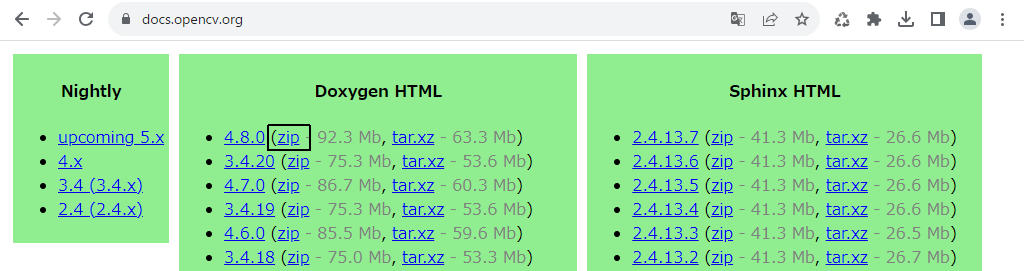 docs.opencv.org
Nightly
upcoming 5.x
4.x
3.4 (3.4.x)
2.4 (2.4.x)
Doxygen HTML
4.8.0 (zip - 92.3 Mb, tar.xz - 63.3 Mb)
3.4.20 (zip - 75.3 Mb, tar.xz - 53.6 Mb)
4.7.0 (zip - 86.7 Mb, tar.xz - 60.3 Mb)
3.4.19 (zip - 75.3 Mb, tar.xz - 53.6 Mb)
4.6.0 (zip - 85.5 Mb, tar.xz - 59.6 Mb)
3.4.18 (zip - 75.0 Mb, tar.xz - 53.3 Mb)
Sphinx HTML
2.4.13.7 (zip - 41.3 Mb, tar.xz - 26.6 Mb)
2.4.13.6 (zip - 41.3 Mb, tar.xz - 26.6 Mb)
2.4.13.5 (zip - 41.3 Mb, tar.xz - 26.6 Mb)
2.4.13.4 (zip - 41.3 Mb, tar.xz - 26.6 Mb)
2.4.13.3 (zip - 41.3 Mb, tar.xz - 26.5 Mb)
2.4.13.2 (zip - 41.3 Mb, tar.xz - 26.7 Mb)